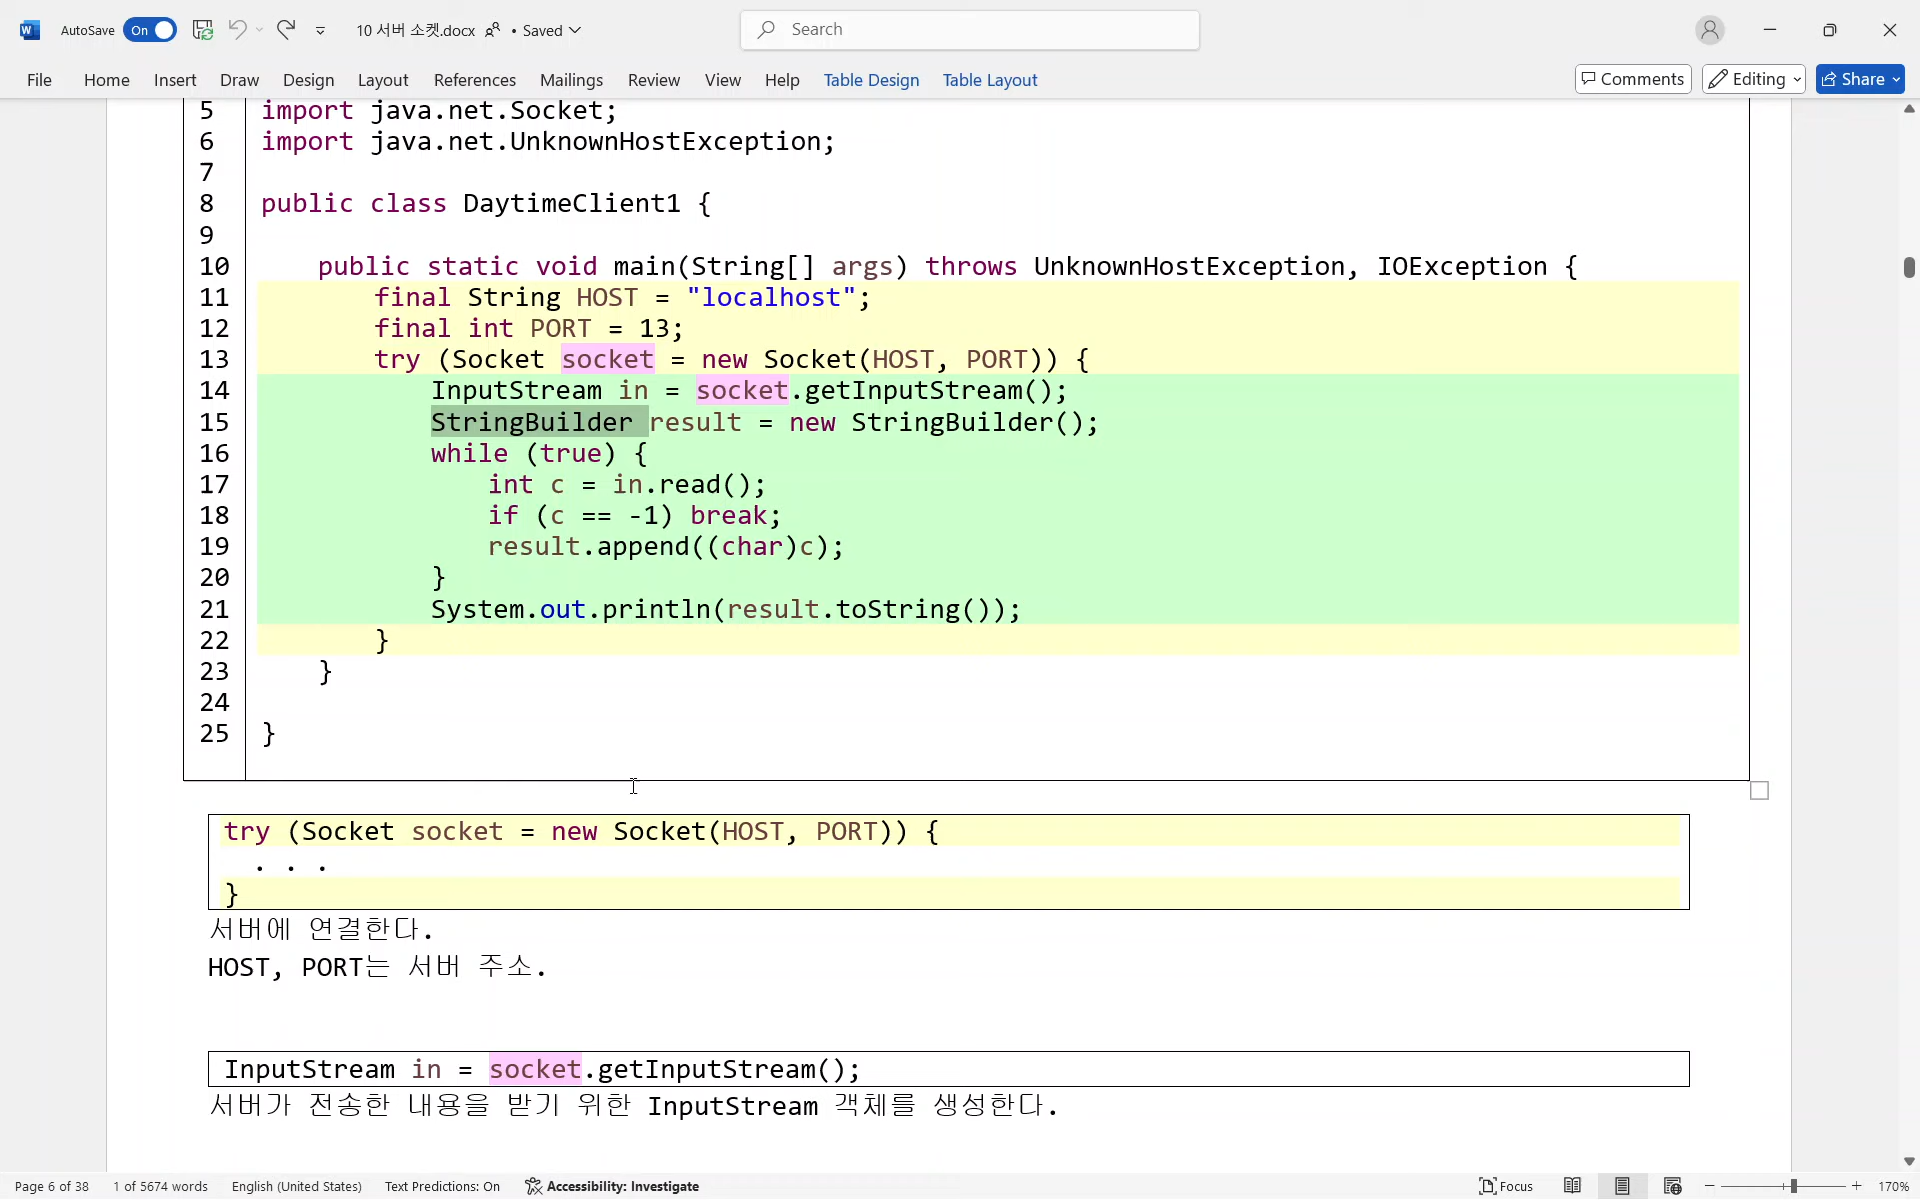 AutoSave On 10 서버 소켓.docx • Saved Search
File Home Insert Draw Design Layout References Mailings Review View Help Table Design Table Layout Comments Editing Share
5 import java.net.Socket;
6 import java.net.UnknownHostException;
7
8 public class DaytimeClient1 {
9
10 public static void main(String[] args) throws UnknownHostException, IOException {
11 final String HOST = "localhost";
12 final int PORT = 13;
13 try (Socket socket = new Socket(HOST, PORT)) {
14 InputStream in = socket.getInputStream();
15 StringBuilder result = new StringBuilder();
16 while (true) {
17 int c = in.read();
18 if (c == -1) break;
19 result.append((char)c);
20 }
21 System.out.println(result.toString());
22 }
23 }
24
25 }
try (Socket socket = new Socket(HOST, PORT)) {
. . .
}
서버에 연결한다.
HOST, PORT는 서버 주소.
InputStream in = socket.getInputStream();
서버가 전송한 내용을 받기 위한 InputStream 객체를 생성한다.
Page 6 of 38 1 of 5674 words English (United States) Text Predictions: On Accessibility: Investigate Focus 170%